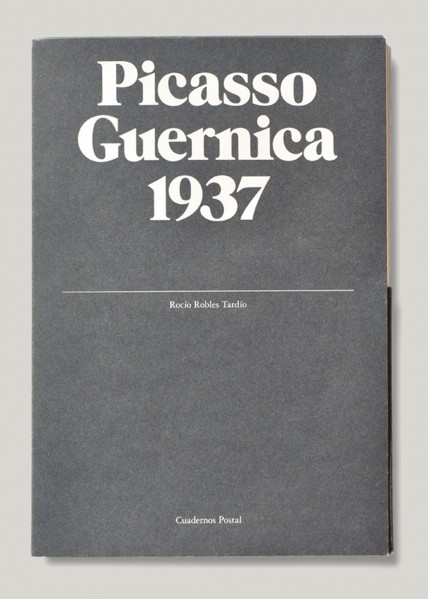 Picasso
Guernica
1937
Rocío Robles Tardío
Cuadernos Postal